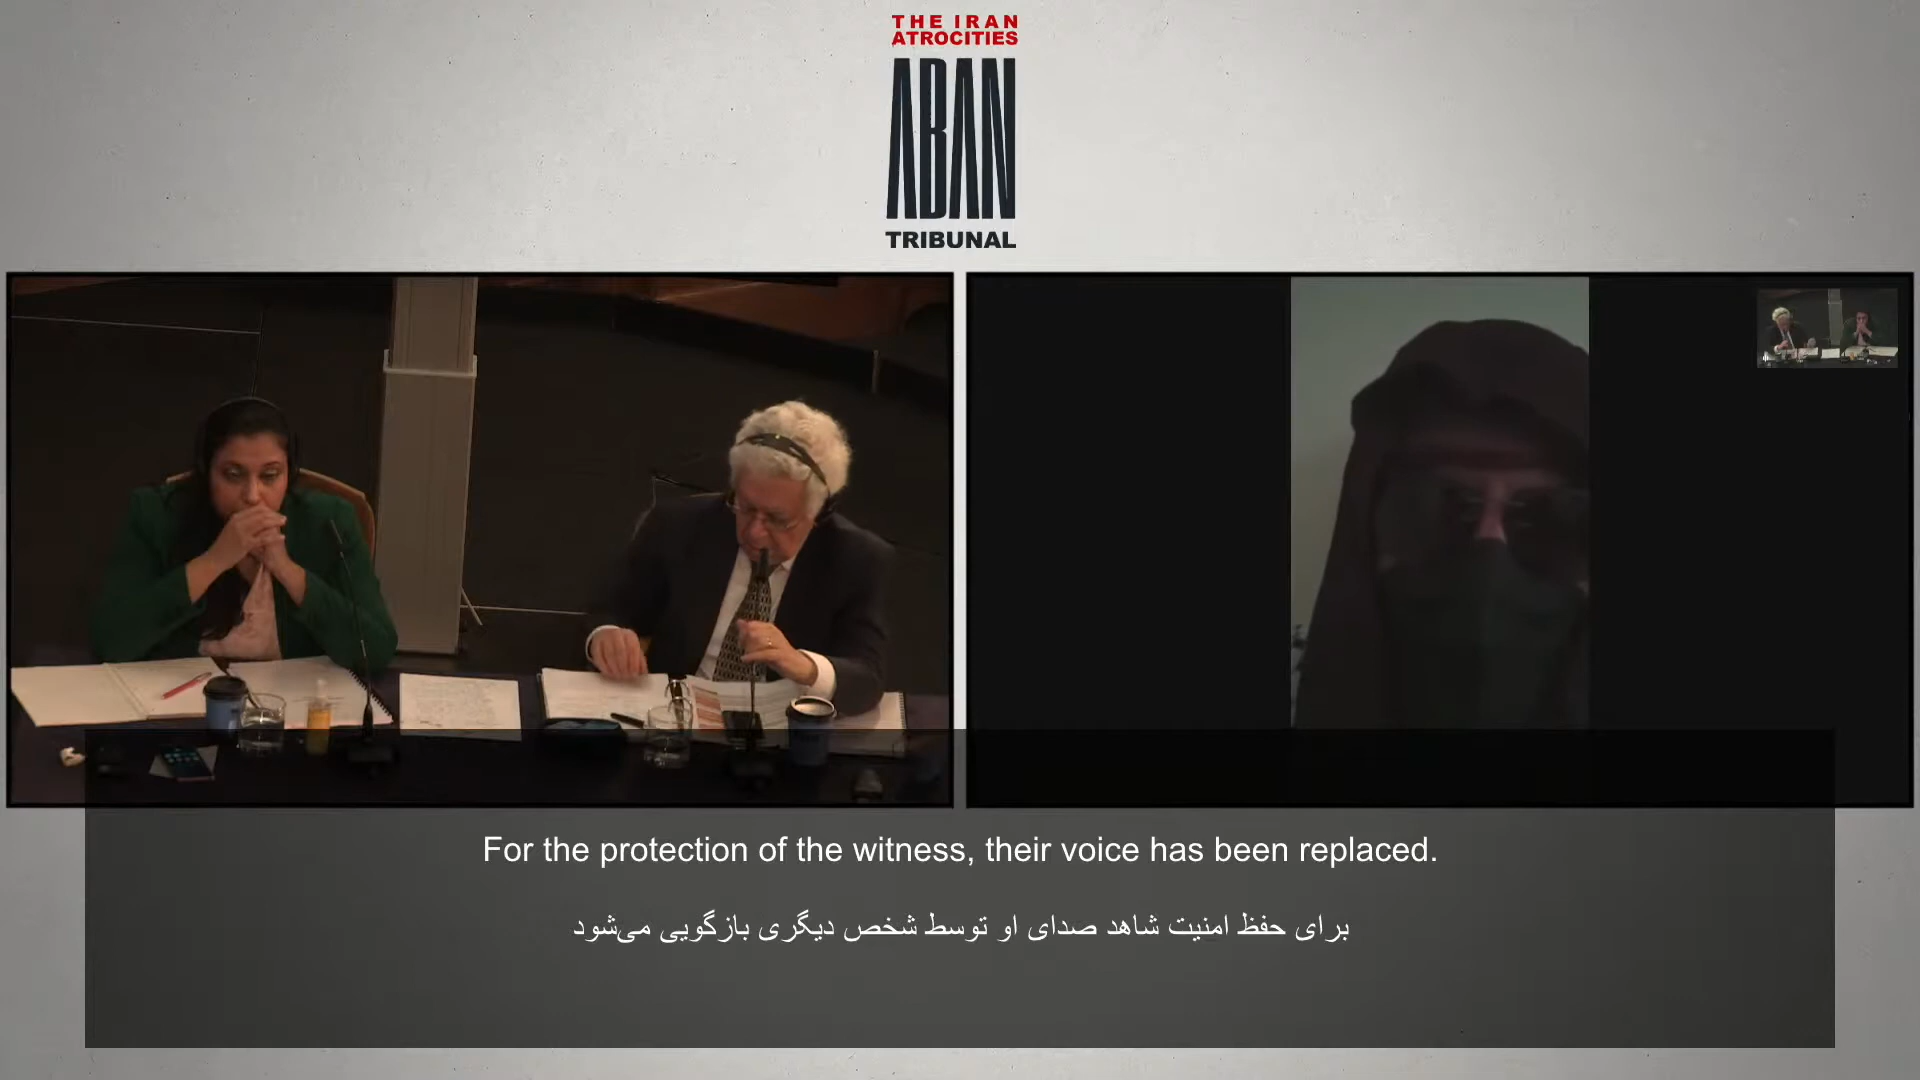 THE IRAN
ATROCITIES
ABAN
TRIBUNAL
For the protection of the witness, their voice has been replaced.
برای حفظ امنیت شاهد صدای او توسط شخص دیگری بازگویی می‌شود